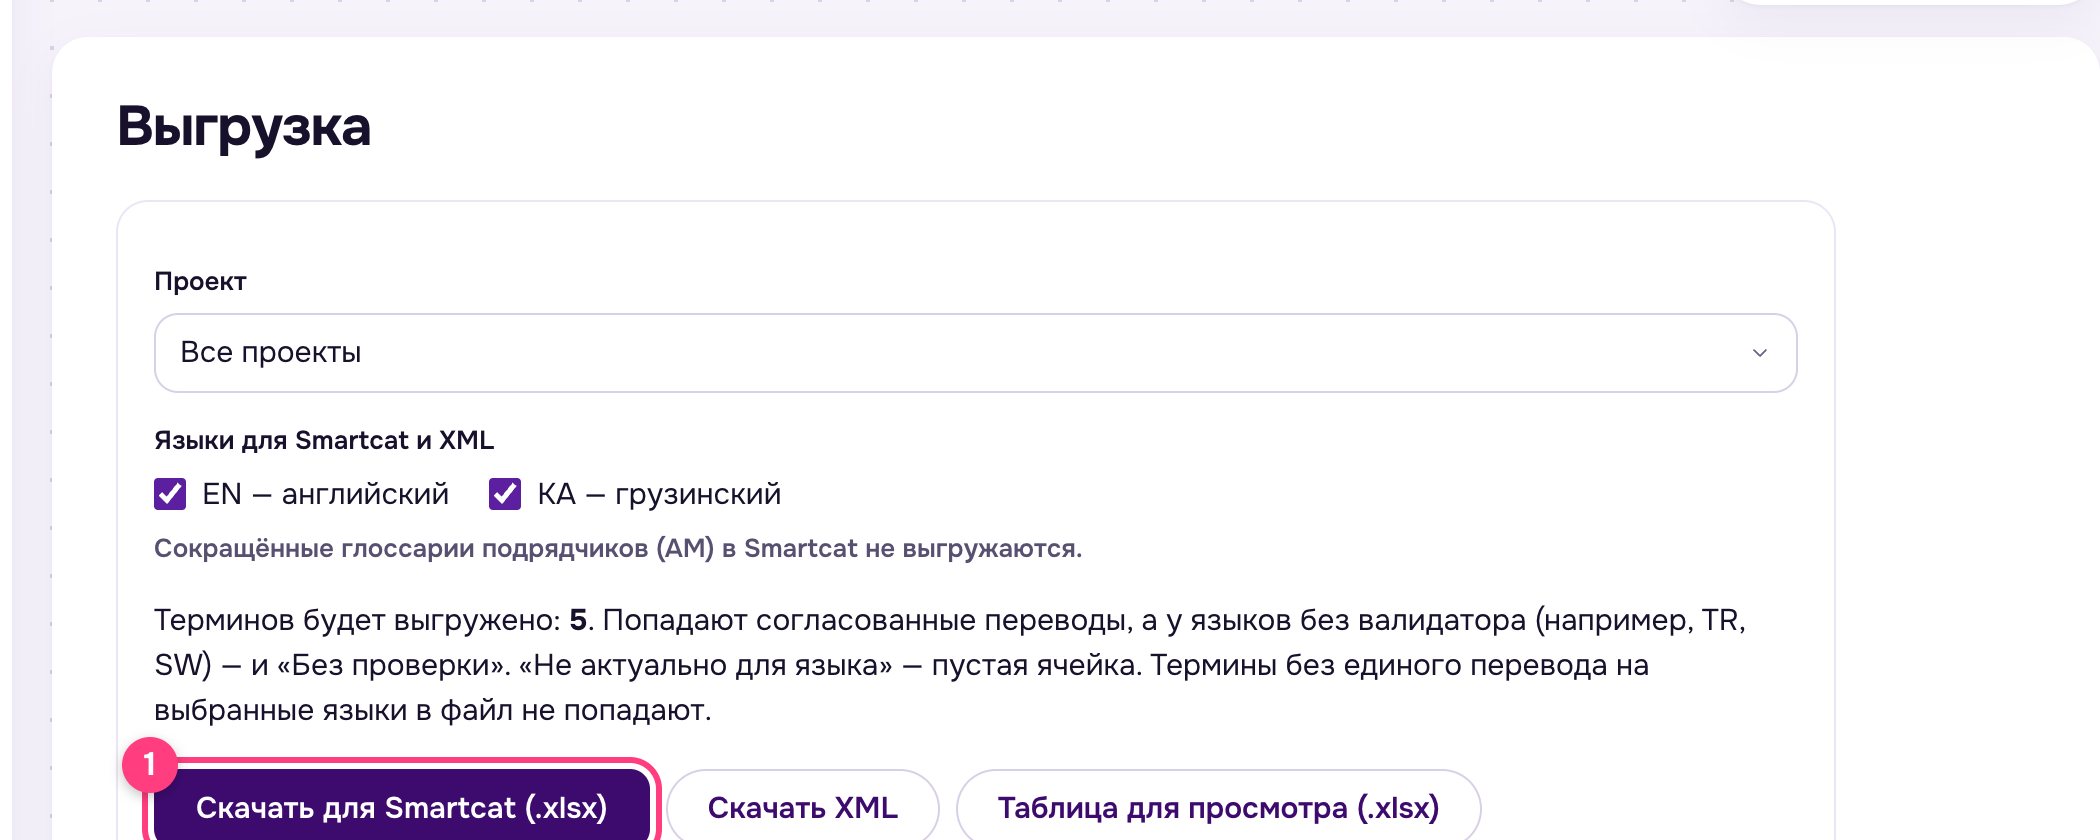 Выгрузка
Проект
Все проекты
Языки для Smartcat и XML
EN — английский KA — грузинский
Сокращённые глоссарии подрядчиков (AM) в Smartcat не выгружаются.
Терминов будет выгружено: 5. Попадают согласованные переводы, а у языков без валидатора (например, TR,
SW) — и «Без проверки». «Не актуально для языка» — пустая ячейка. Термины без единого перевода на
выбранные языки в файл не попадают.
1
Скачать для Smartcat (.xlsx) Скачать XML Таблица для просмотра (.xlsx)